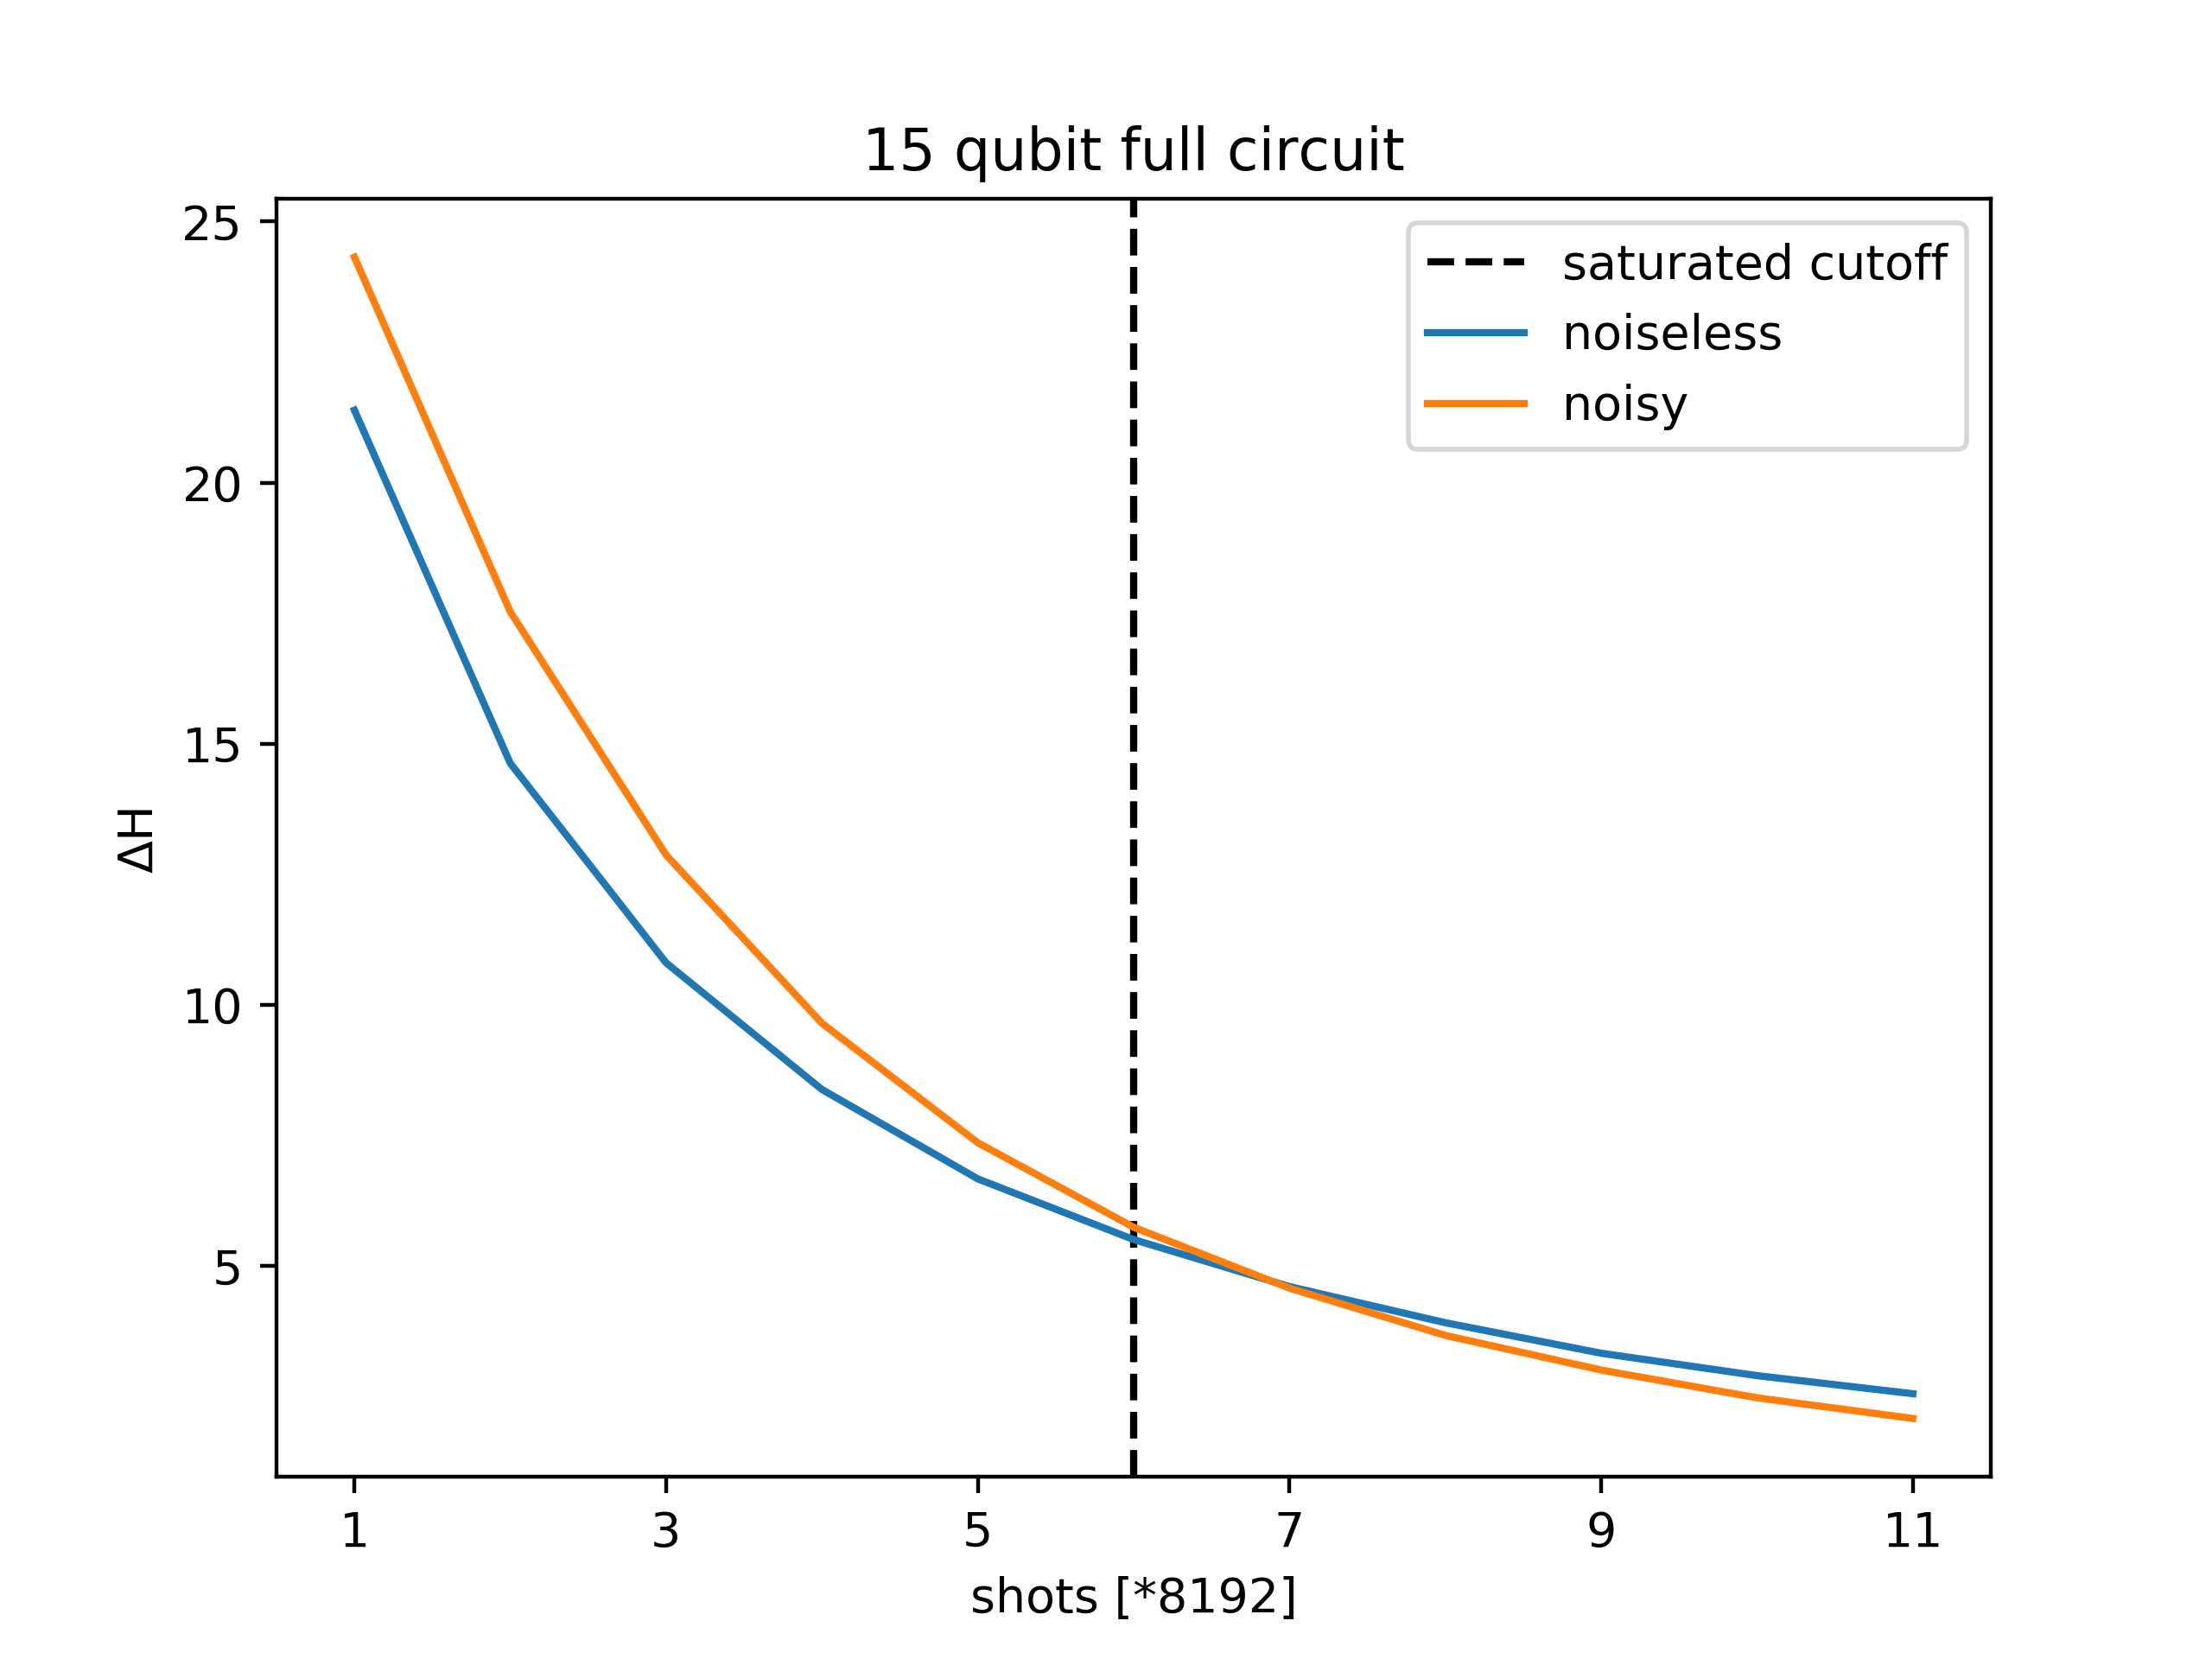 15 qubit full circuit
25
20
15
10
5
ΔH
saturated cutoff
noiseless
noisy
1 3 5 7 9 11
shots [*8192]